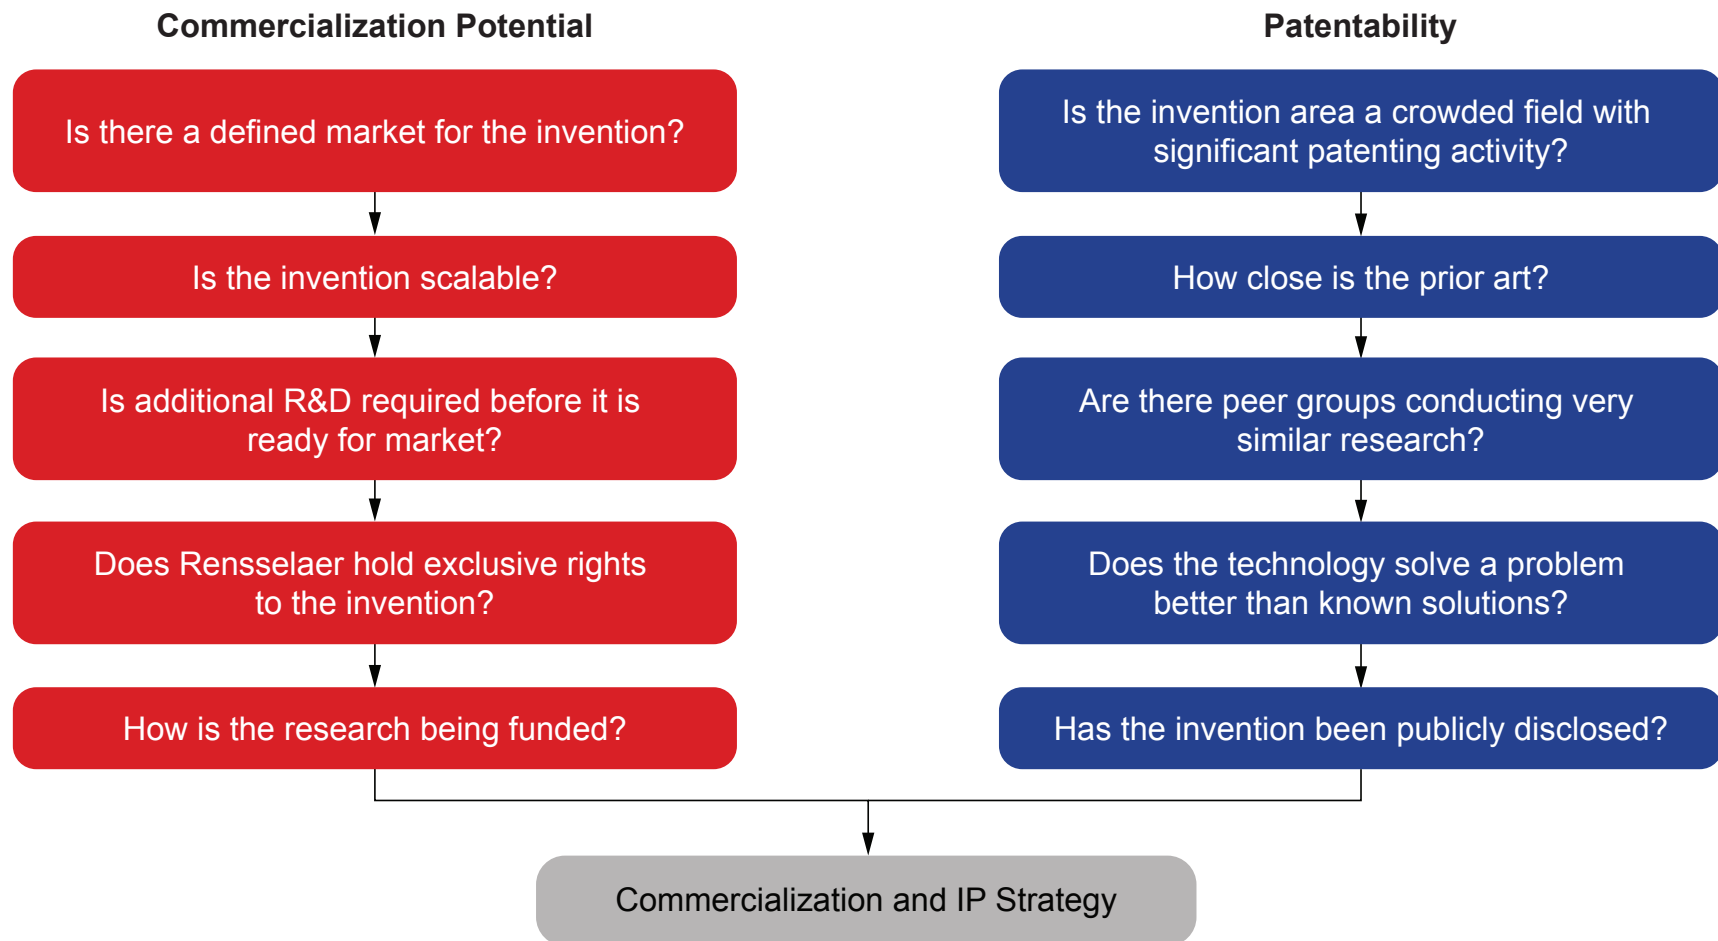 Commercialization Potential
Is there a defined market for the invention?
Is the invention scalable?
Is additional R&D required before it is
ready for market?
Does Rensselaer hold exclusive rights
to the invention?
How is the research being funded?
Patentability
Is the invention area a crowded field with
significant patenting activity?
How close is the prior art?
Are there peer groups conducting very
similar research?
Does the technology solve a problem
better than known solutions?
Has the invention been publicly disclosed?
Commercialization and IP Strategy